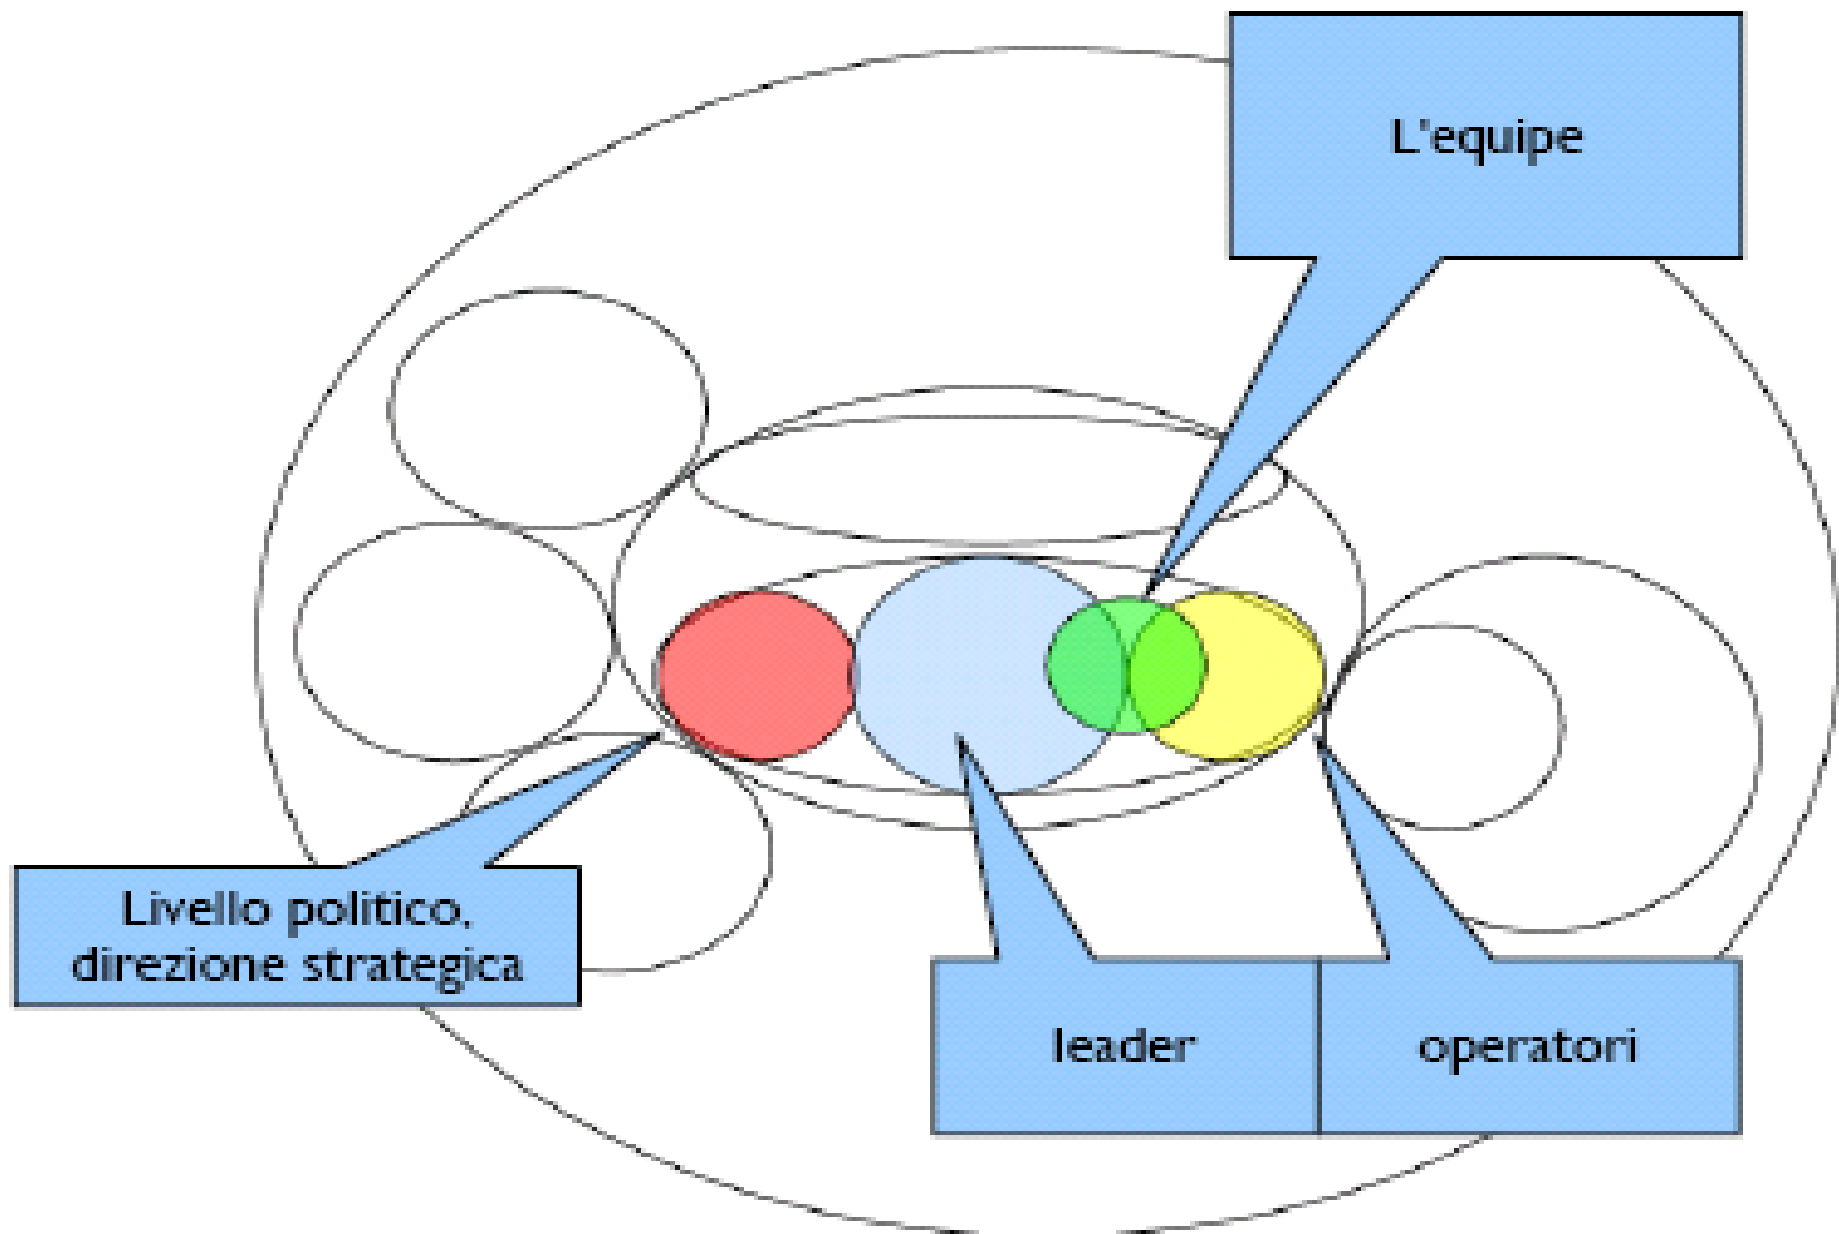 L'equipe
Livello politico,
direzione strategica
leader
operatori